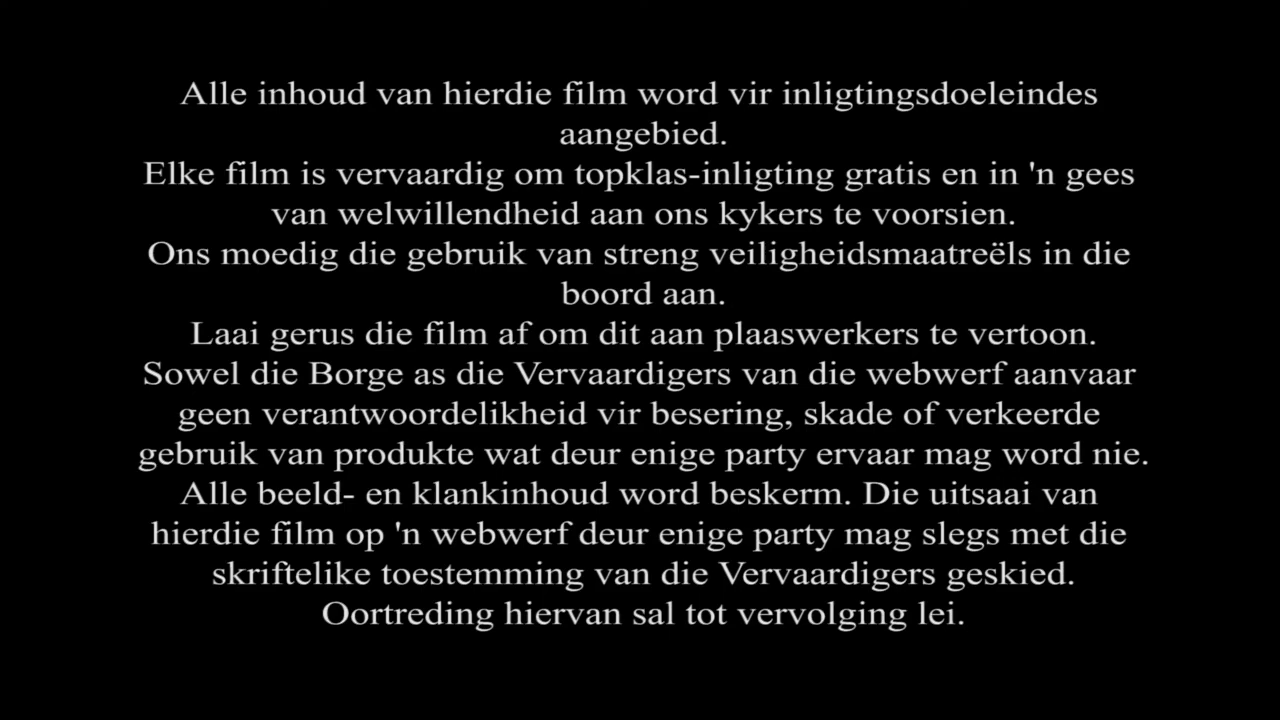 Alle inhoud van hierdie film word vir inligtingsdoeleindes
aangebied.
Elke film is vervaardig om topklas-inligting gratis en in 'n gees
van welwillendheid aan ons kykers te voorsien.
Ons moedig die gebruik van streng veiligheidsmaatreëls in die
boord aan.
Laai gerus die film af om dit aan plaaswerkers te vertoon.
Sowel die Borge as die Vervaardigers van die webwerf aanvaar
geen verantwoordelikheid vir besering, skade of verkeerde
gebruik van produkte wat deur enige party ervaar mag word nie.
Alle beeld- en klankinhoud word beskerm. Die uitsaai van
hierdie film op 'n webwerf deur enige party mag slegs met die
skriftelike toestemming van die Vervaardigers geskied.
Oortreding hiervan sal tot vervolging lei.